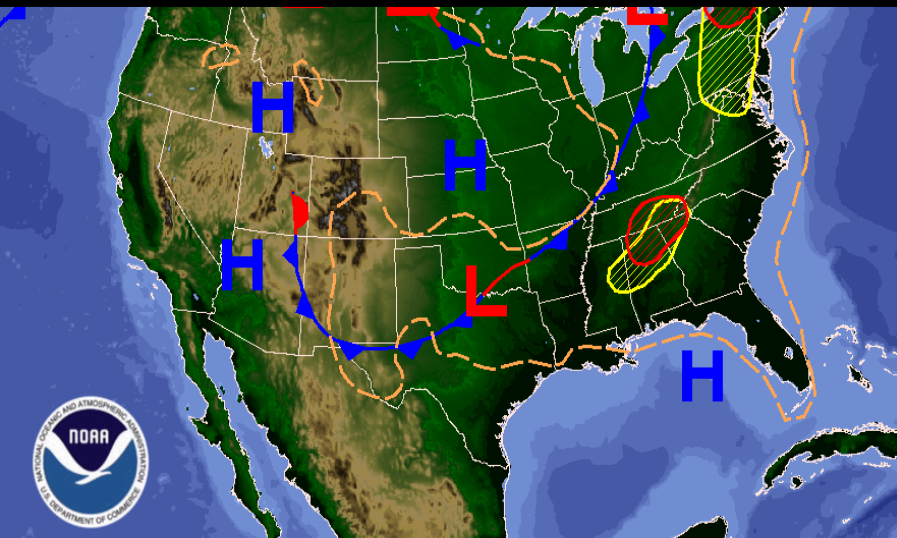 L
L
H
H
H
L
H
NATIONAL OCEANIC AND ATMOSPHERIC ADMINISTRATION
NOAA
U.S. DEPARTMENT OF COMMERCE